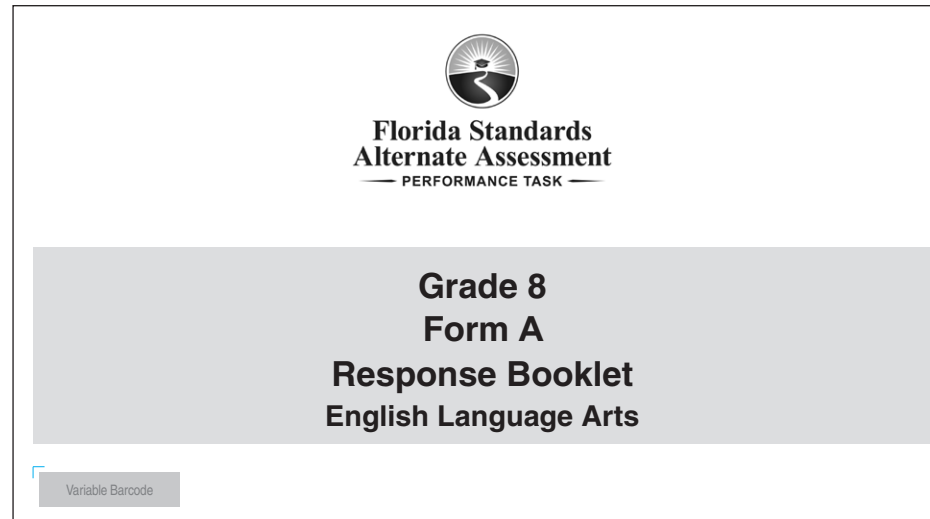 Florida Standards
Alternate Assessment
PERFORMANCE TASK
Grade 8
Form A
Response Booklet
English Language Arts
Variable Barcode